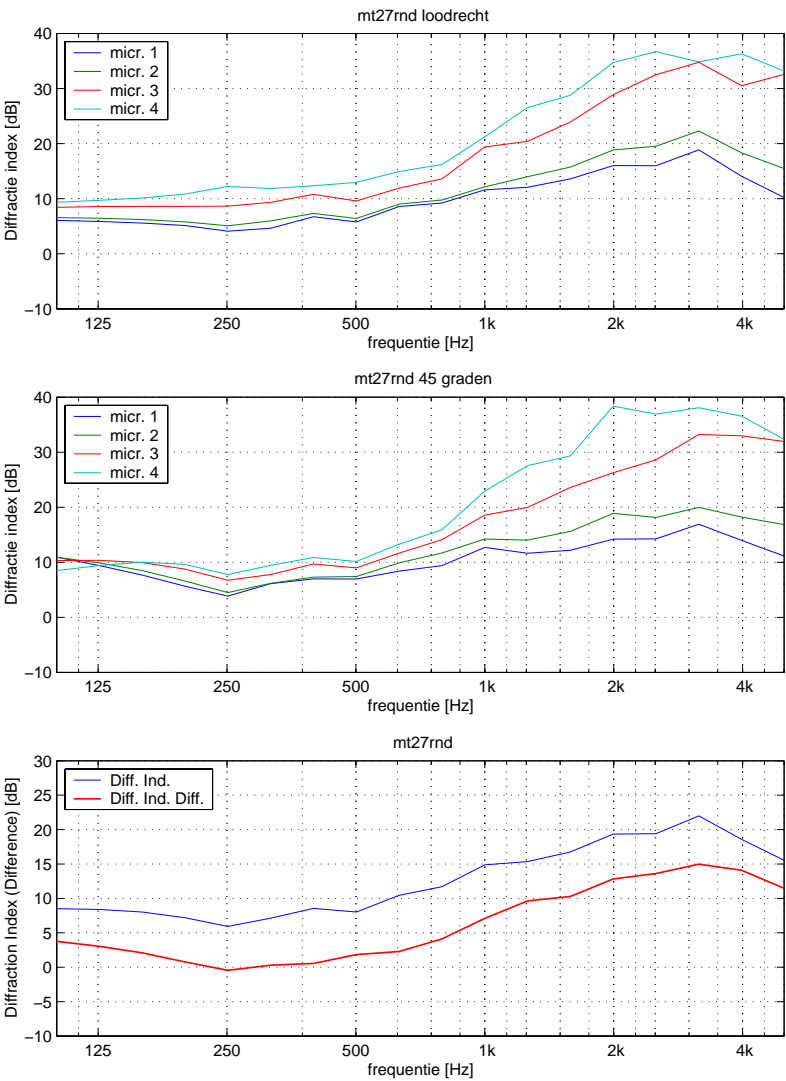 mt27rnd loodrecht
40
30
20
10
0
−10
Diffractie index [dB]
micr. 1
micr. 2
micr. 3
micr. 4
125 250 500 1k 2k 4k
frequentie [Hz]
mt27rnd 45 graden
40
30
20
10
0
−10
Diffractie index [dB]
micr. 1
micr. 2
micr. 3
micr. 4
125 250 500 1k 2k 4k
frequentie [Hz]
mt27rnd
30
25
20
15
10
5
0
−5
−10
Diffraction Index (Difference) [dB]
Diff. Ind.
Diff. Ind. Diff.
125 250 500 1k 2k 4k
frequentie [Hz]